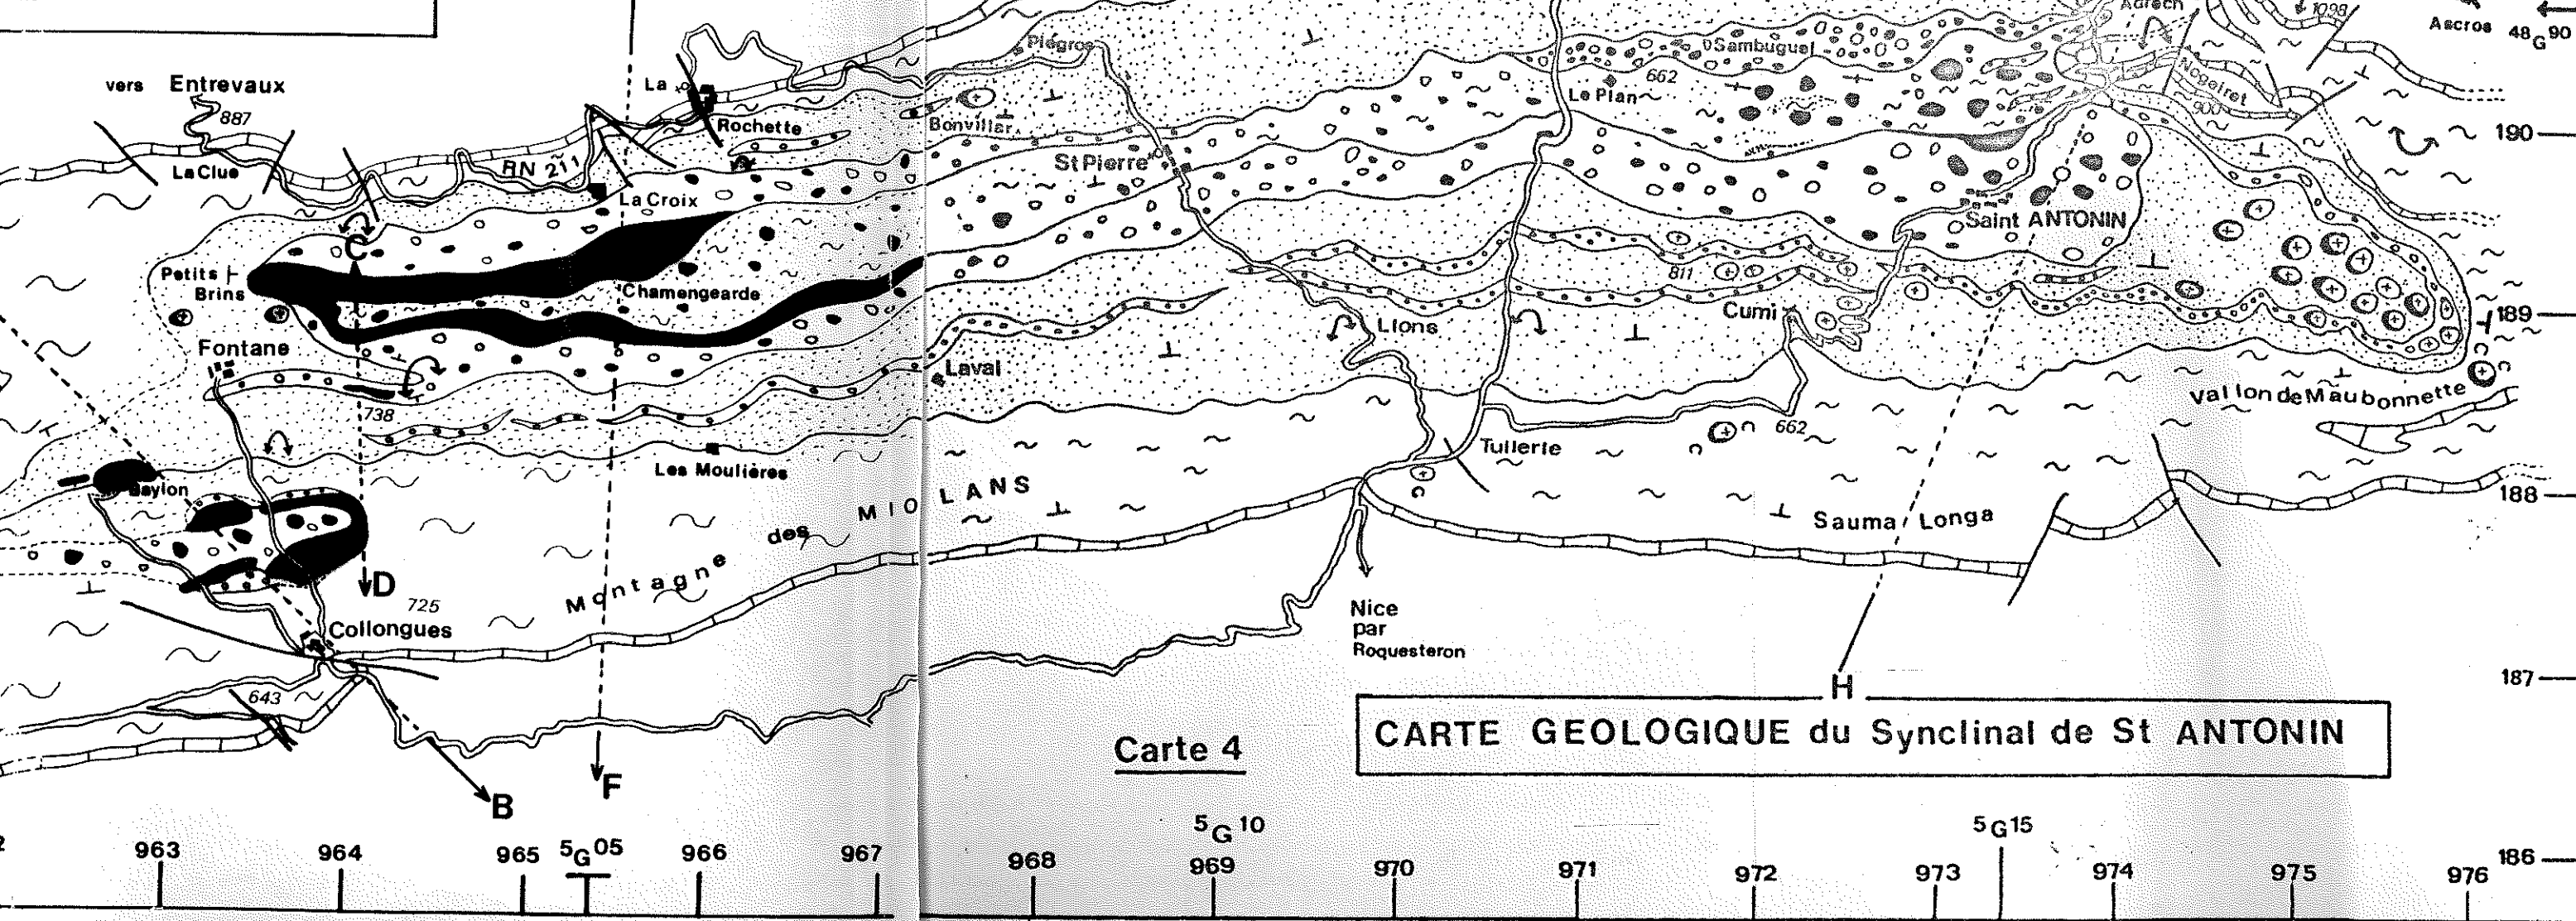 Adrech
1098
Ascros
48G90
Piégros
Sambuguel
662
Nogeiret
900
vers Entrevaux
887
La
Rochette
Le Plan
Bonvillar
190
La Clue
RN 211
St Pierre
La Croix
Saint ANTONIN
C
Petits
Brins
Chamengearde
811
Cumi
189
Lions
Fontane
Laval
738
Vallon de Maubonnette
662
Tullerie
Les Moulières
Baylon
188
Montagne des MIOLANS
Sauma Longa
D
725
Collongues
Nice
par
Roquesteron
643
187
H
CARTE GEOLOGIQUE du Synclinal de St ANTONIN
Carte 4
F
B
5G10
5G15
963
964
965
5G05
966
967
968
969
970
971
972
973
974
975
976
186